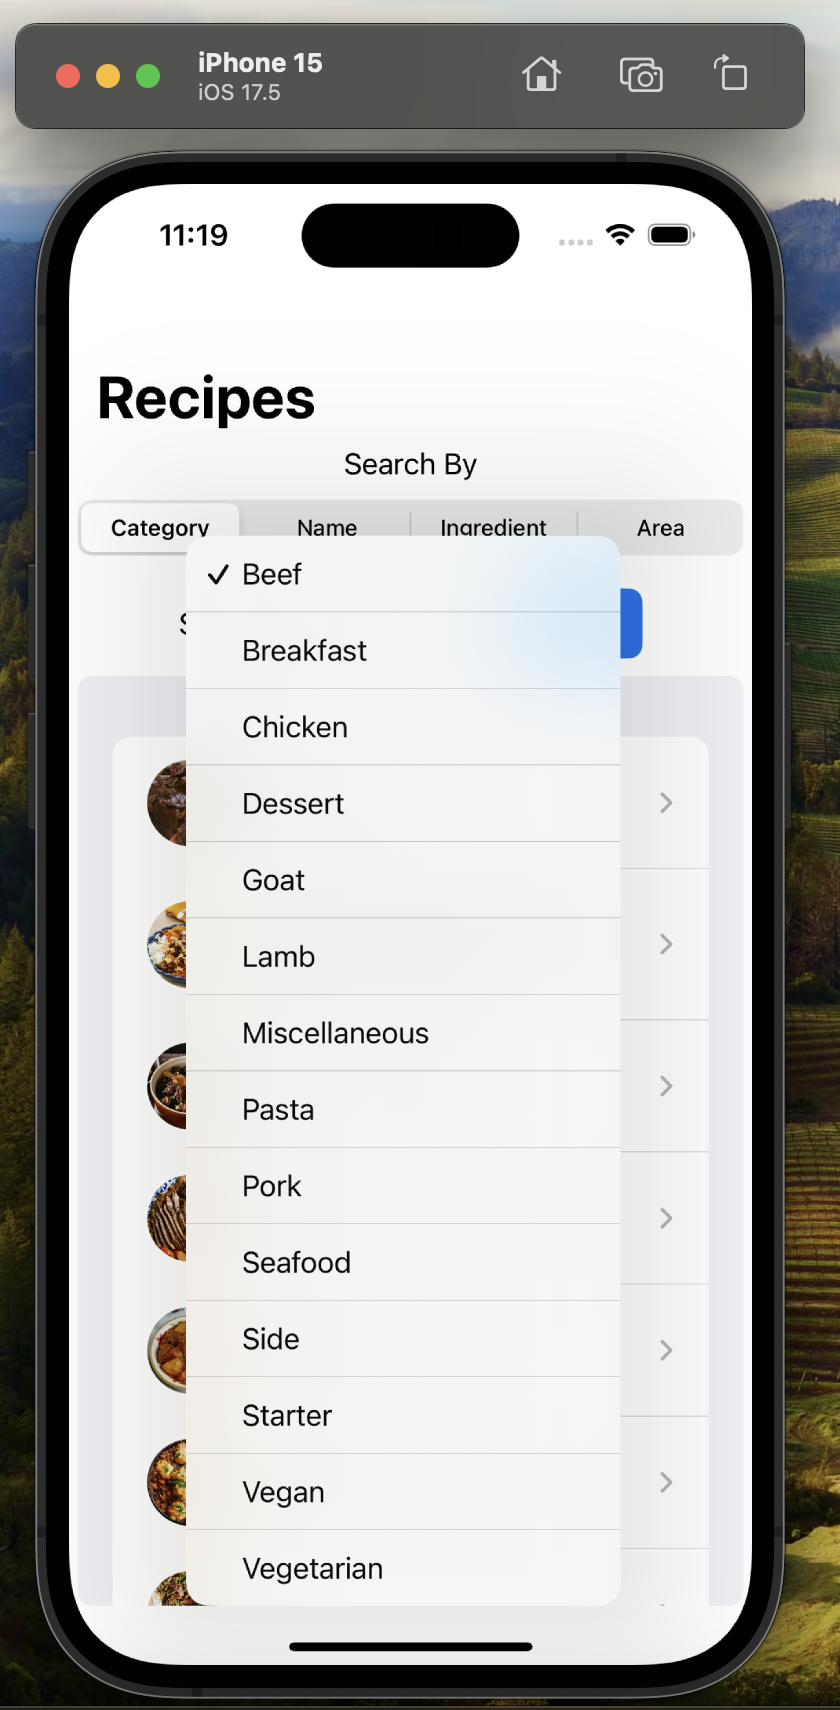 iPhone 15
iOS 17.5
11:19
Recipes
Search By
Category Name Ingredient Area
Beef
Breakfast
Chicken
Dessert
Goat
Lamb
Miscellaneous
Pasta
Pork
Seafood
Side
Starter
Vegan
Vegetarian